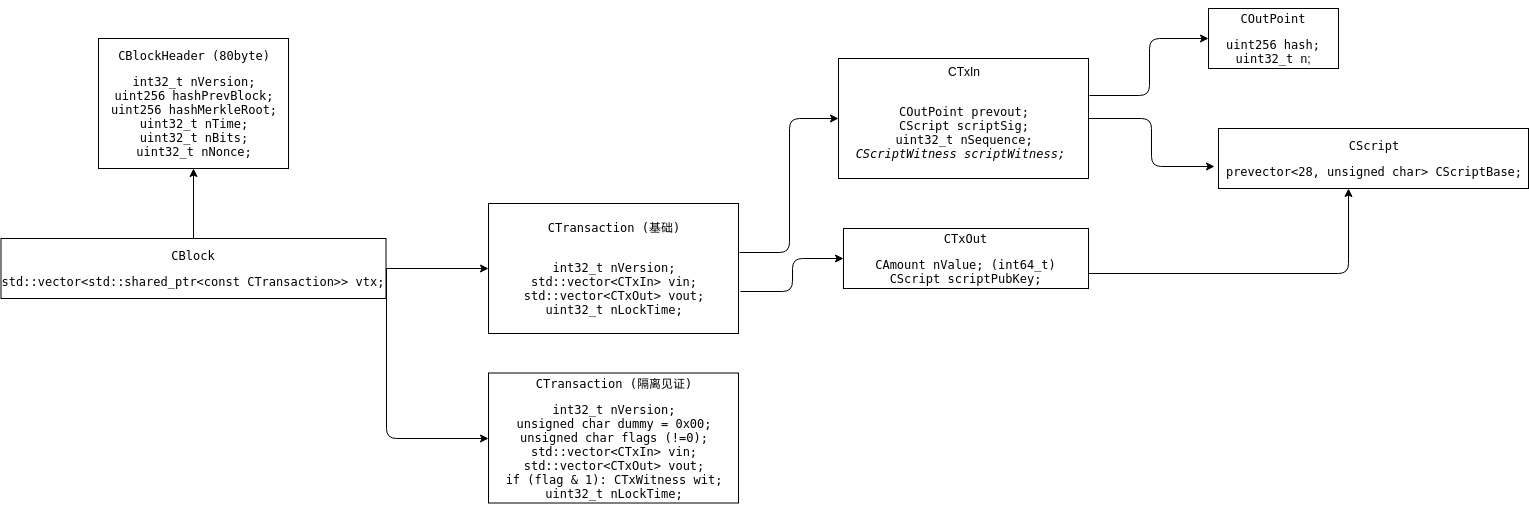 CBlockHeader (80byte)
int32_t nVersion;
uint256 hashPrevBlock;
uint256 hashMerkleRoot;
uint32_t nTime;
uint32_t nBits;
uint32_t nNonce;
CBlock
std::vector<std::shared_ptr<const CTransaction>> vtx;
CTransaction (基础)
int32_t nVersion;
std::vector<CTxIn> vin;
std::vector<CTxOut> vout;
uint32_t nLockTime;
CTransaction (隔离见证)
int32_t nVersion;
unsigned char dummy = 0x00;
unsigned char flags (!=0);
std::vector<CTxIn> vin;
std::vector<CTxOut> vout;
if (flag & 1): CTxWitness wit;
uint32_t nLockTime;
CTxIn
COutPoint prevout;
CScript scriptSig;
uint32_t nSequence;
CScriptWitness scriptWitness;
CTxOut
CAmount nValue; (int64_t)
CScript scriptPubKey;
COutPoint
uint256 hash;
uint32_t n;
CScript
prevector<28, unsigned char> CScriptBase;